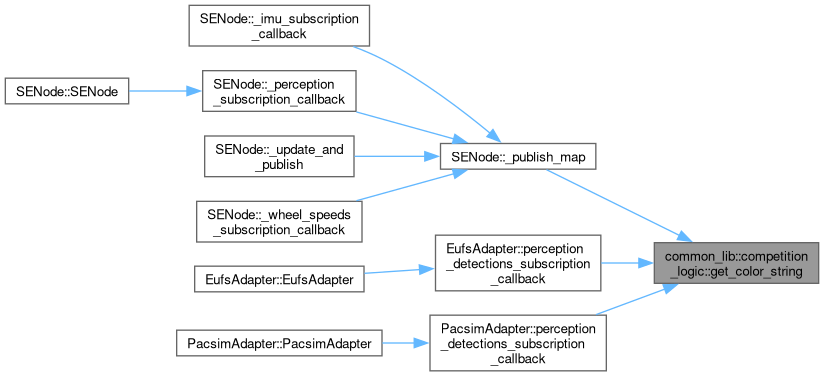 SENode::_imu_subscription
_callback
SENode::SENode
SENode::_perception
_subscription_callback
SENode::_update_and
_publish
SENode::_publish_map
SENode::_wheel_speeds
_subscription_callback
EufsAdapter::perception
_detections_subscription
_callback
common_lib::competition
_logic::get_color_string
EufsAdapter::EufsAdapter
PacsimAdapter::perception
_detections_subscription
_callback
PacsimAdapter::PacsimAdapter